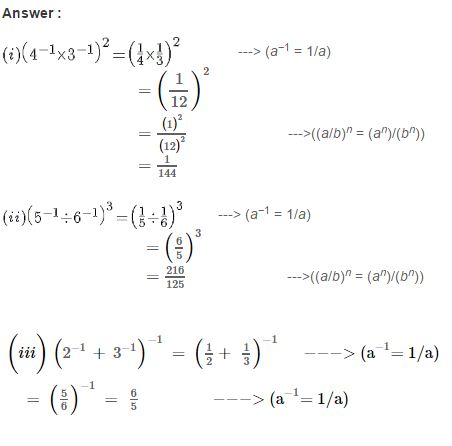 Answer :
(i)(4⁻¹×3⁻¹)² = (1/4×1/3)² ---> (a⁻¹ = 1/a)
= (1/12)²
= (1)²/(12)² --->((a/b)ⁿ = (aⁿ)/(bⁿ))
= 1/144
(ii)(5⁻¹÷6⁻¹)³ = (1/5÷1/6)³ ---> (a⁻¹ = 1/a)
= (6/5)³
= 216/125 --->((a/b)ⁿ = (aⁿ)/(bⁿ))
(iii) (2⁻¹ + 3⁻¹)⁻¹ = (1/2 + 1/3)⁻¹ ---> (a⁻¹= 1/a)
= (5/6)⁻¹ = 6/5 ---> (a⁻¹= 1/a)